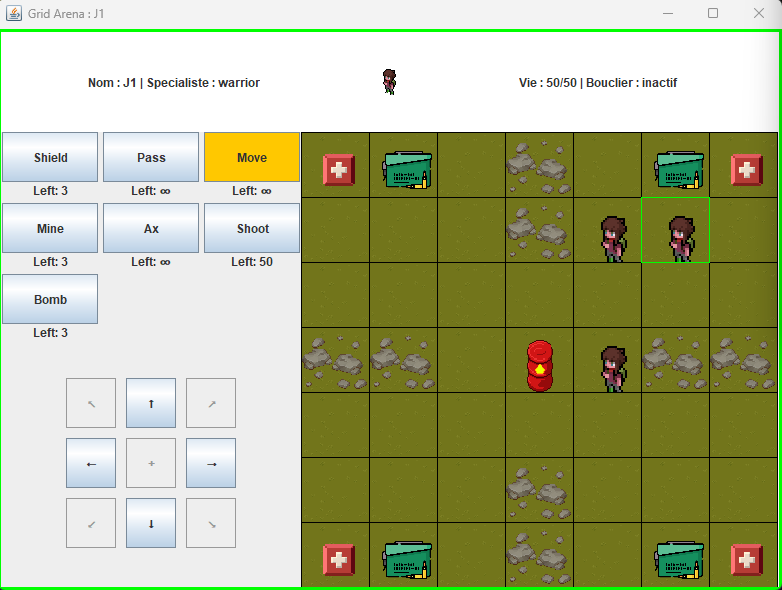 Grid Arena : J1
Nom : J1 | Specialiste : warrior
Vie : 50/50 | Bouclier : inactif
Shield
Pass
Move
Left: 3
Left: ∞
Left: ∞
Mine
Ax
Shoot
Left: 3
Left: ∞
Left: 50
Bomb
Left: 3